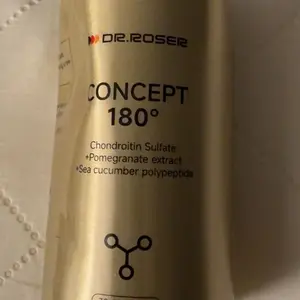 DR.ROSER
CONCEPT
180°
Chondroitin Sulfate
+Pomegranate extract
+Sea cucumber polypeptide